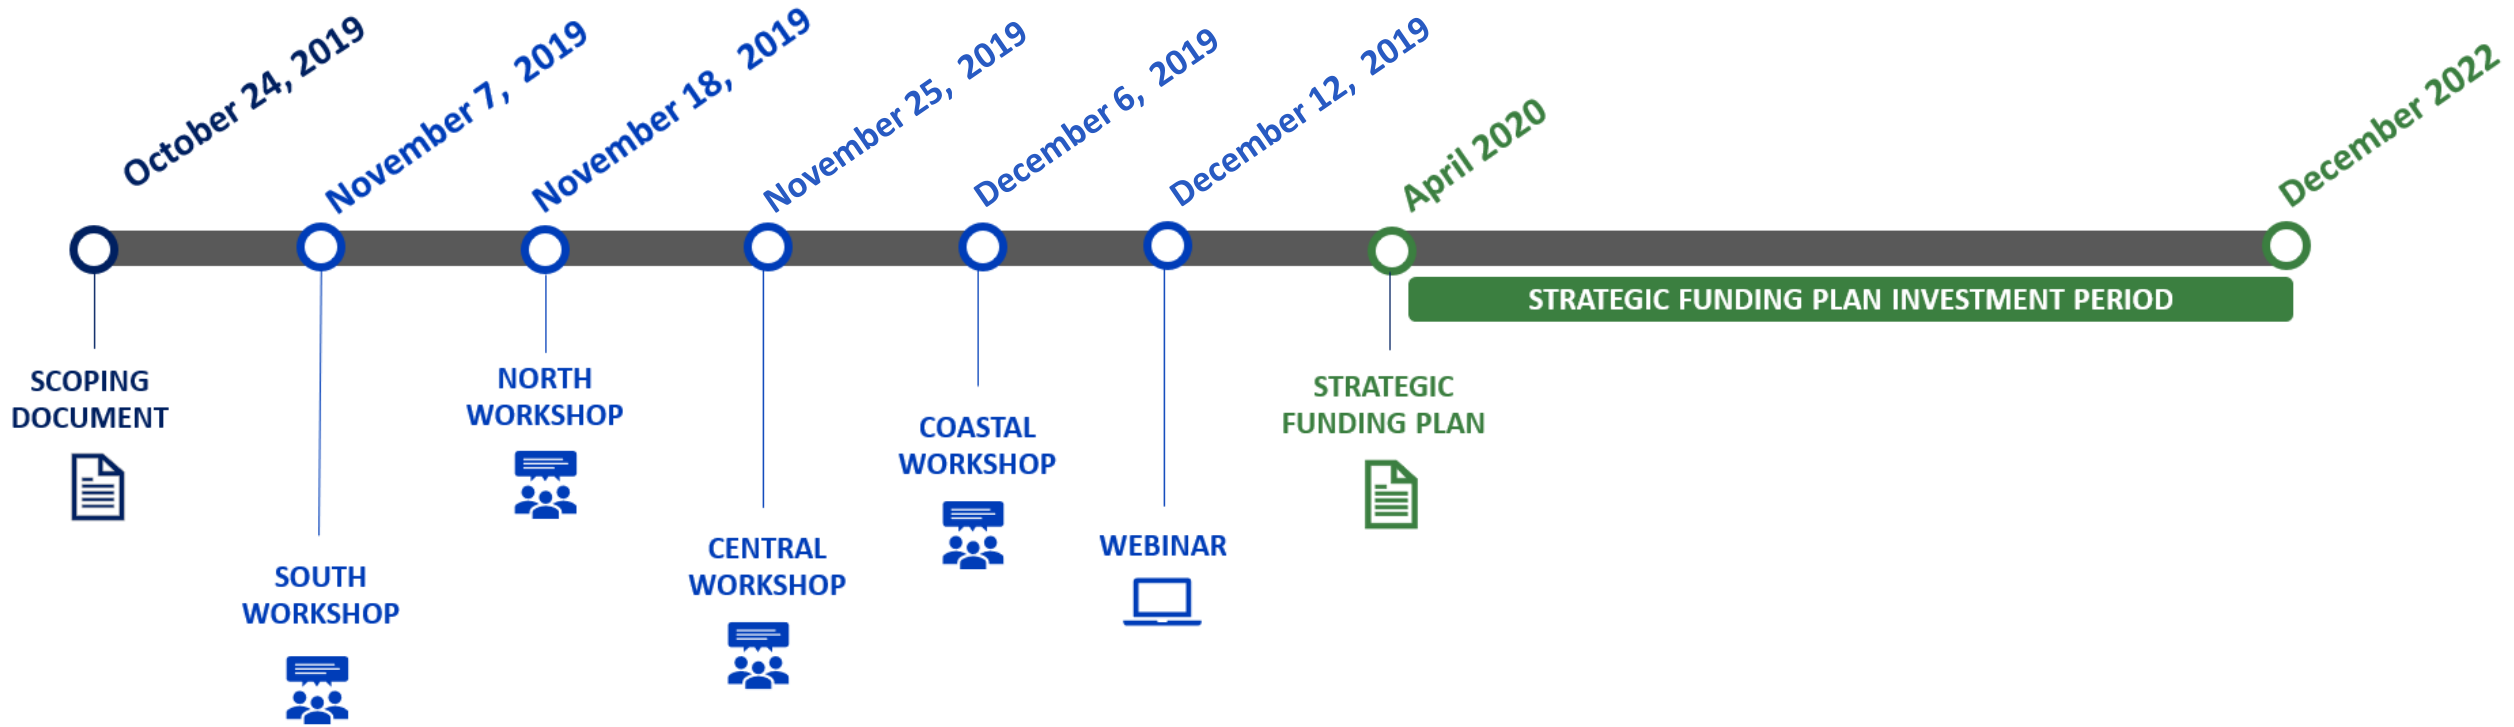 October 24, 2019
November 7, 2019
November 18, 2019
November 25, 2019
December 6, 2019
December 12, 2019
April 2020
December 2022
STRATEGIC FUNDING PLAN INVESTMENT PERIOD
SCOPING
DOCUMENT
SOUTH
WORKSHOP
NORTH
WORKSHOP
CENTRAL
WORKSHOP
COASTAL
WORKSHOP
WEBINAR
STRATEGIC
FUNDING PLAN